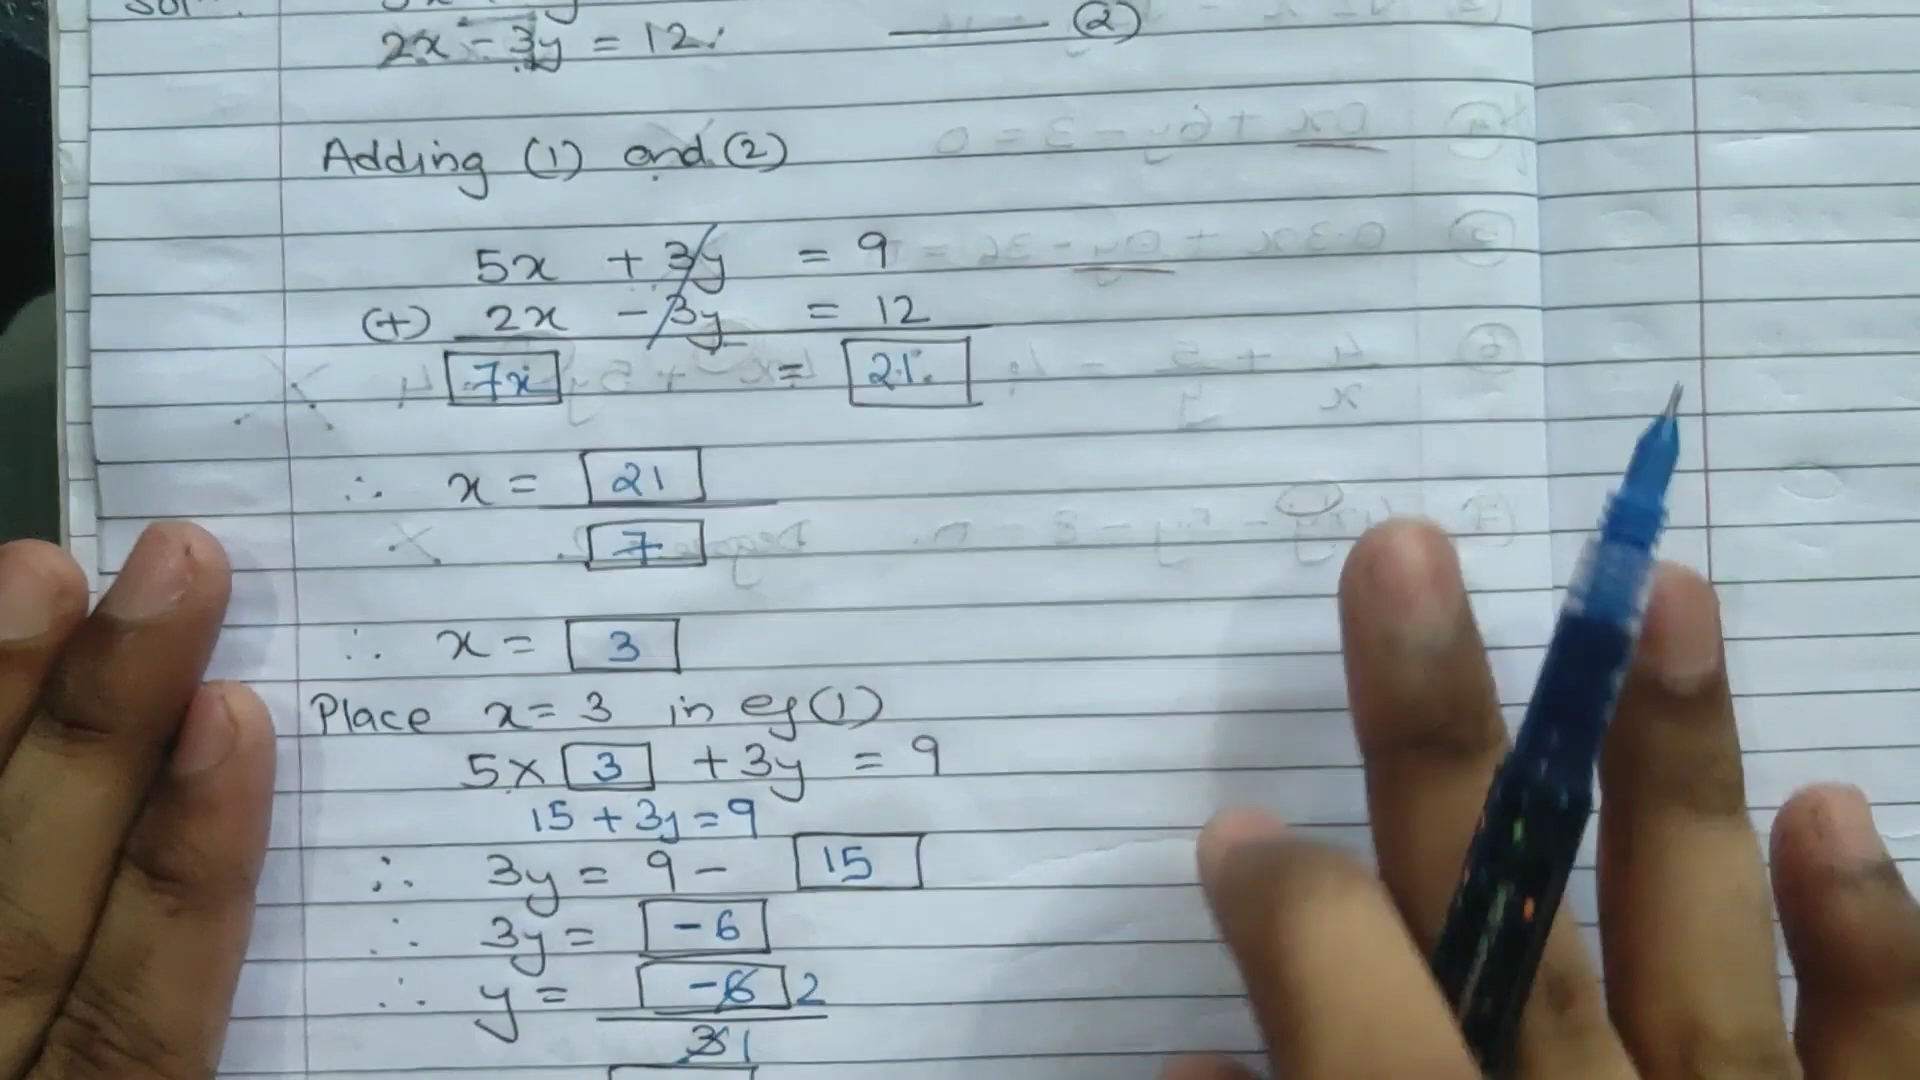 2x - 3y = 12. (2)
Adding (1) and (2)
5x + 3y = 9
(+) 2x - 3y = 12
7x = 21
∴ x = 21
7
∴ x = 3
Place x = 3 in eq (1)
5 x 3 + 3y = 9
15 + 3y = 9
∴ 3y = 9 - 15
∴ 3y = -6
∴ y = -6 2
3 1